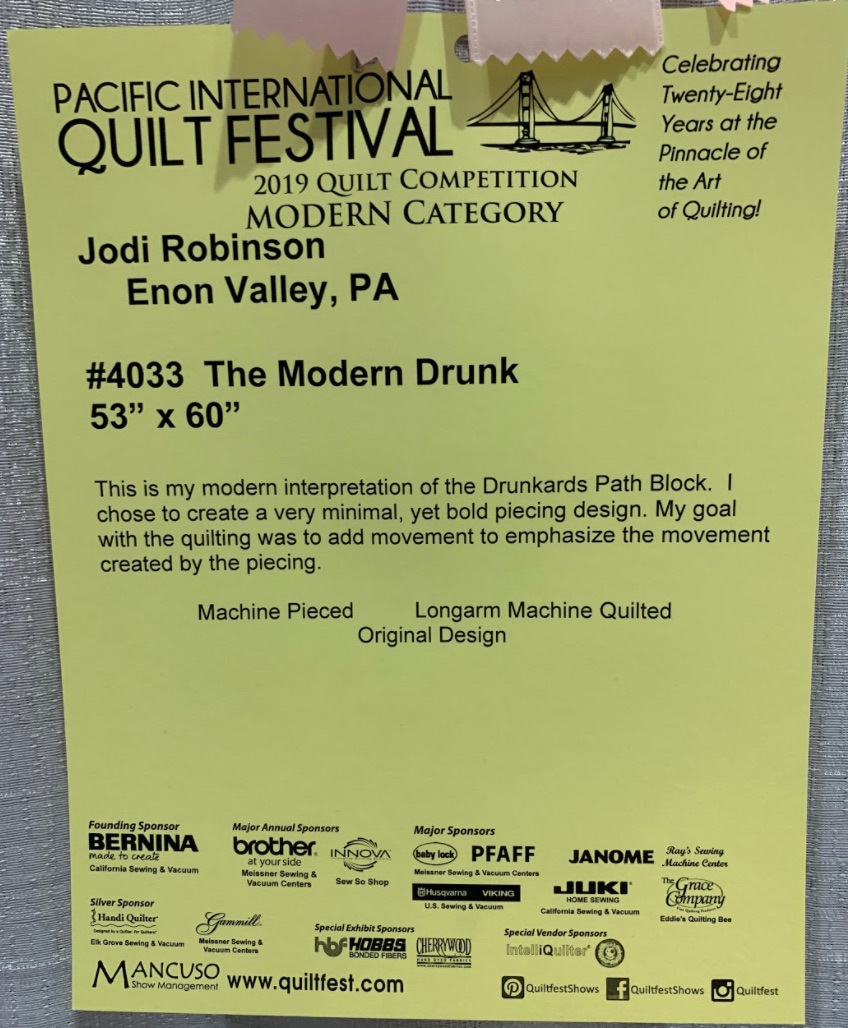 PACIFIC INTERNATIONAL
QUILT FESTIVAL
2019 QUILT COMPETITION
MODERN CATEGORY
Celebrating
Twenty-Eight
Years at the
Pinnacle of
the Art
of Quilting!
Jodi Robinson
Enon Valley, PA
#4033 The Modern Drunk
53” x 60”
This is my modern interpretation of the Drunkards Path Block. I
chose to create a very minimal, yet bold piecing design. My goal
with the quilting was to add movement to emphasize the movement
created by the piecing.
Machine Pieced Longarm Machine Quilted
Original Design
Founding Sponsor
BERNINA
made to create
California Sewing & Vacuum
Major Annual Sponsors
brother
at your side
Meissner Sewing &
Vacuum Centers
INNOVA
Sew So Shop
Major Sponsors
baby lock PFAFF
Meissner Sewing & Vacuum Centers
JANOME
Ray's Sewing
Machine Center
Husqvarna VIKING
U.S. Sewing & Vacuum
JUKI
HOME SEWING
California Sewing & Vacuum
The Grace Company
Eddie's Quilting Bee
Silver Sponsor
Handi Quilter
Designed by a Quilter, for Quilters
Elk Grove Sewing & Vacuum
Gammill
Meissner Sewing &
Vacuum Centers
Special Exhibit Sponsors
HOBBS
BONDED FIBERS
CHERRYWOOD
HAND DYED FABRICS
Special Vendor Sponsors
IntelliQuilter
MANCUSO
Show Management
www.quiltfest.com
QuiltfestShows QuiltfestShows Quiltfest